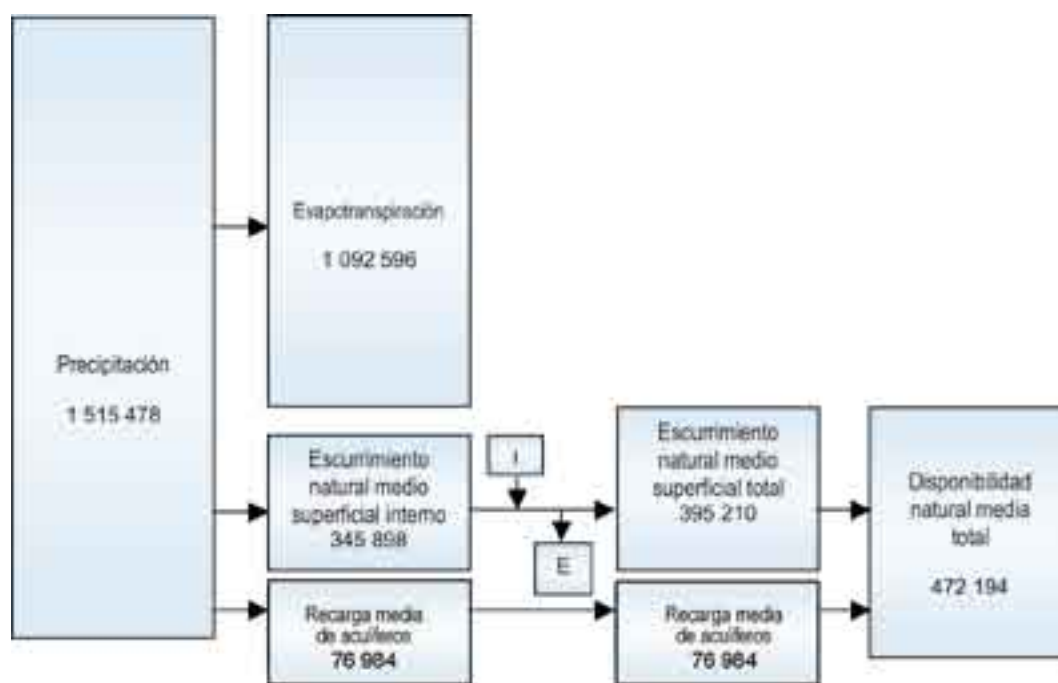 Precipitación
1 515 478
Evapotranspiración
1 092 596
Escurrimiento
natural medio
superficial interno
345 898
I
E
Escurrimiento
natural medio
superficial total
395 210
Recarga media
de acuíferos
76 984
Recarga media
de acuíferos
76 984
Disponibilidad
natural media
total
472 194